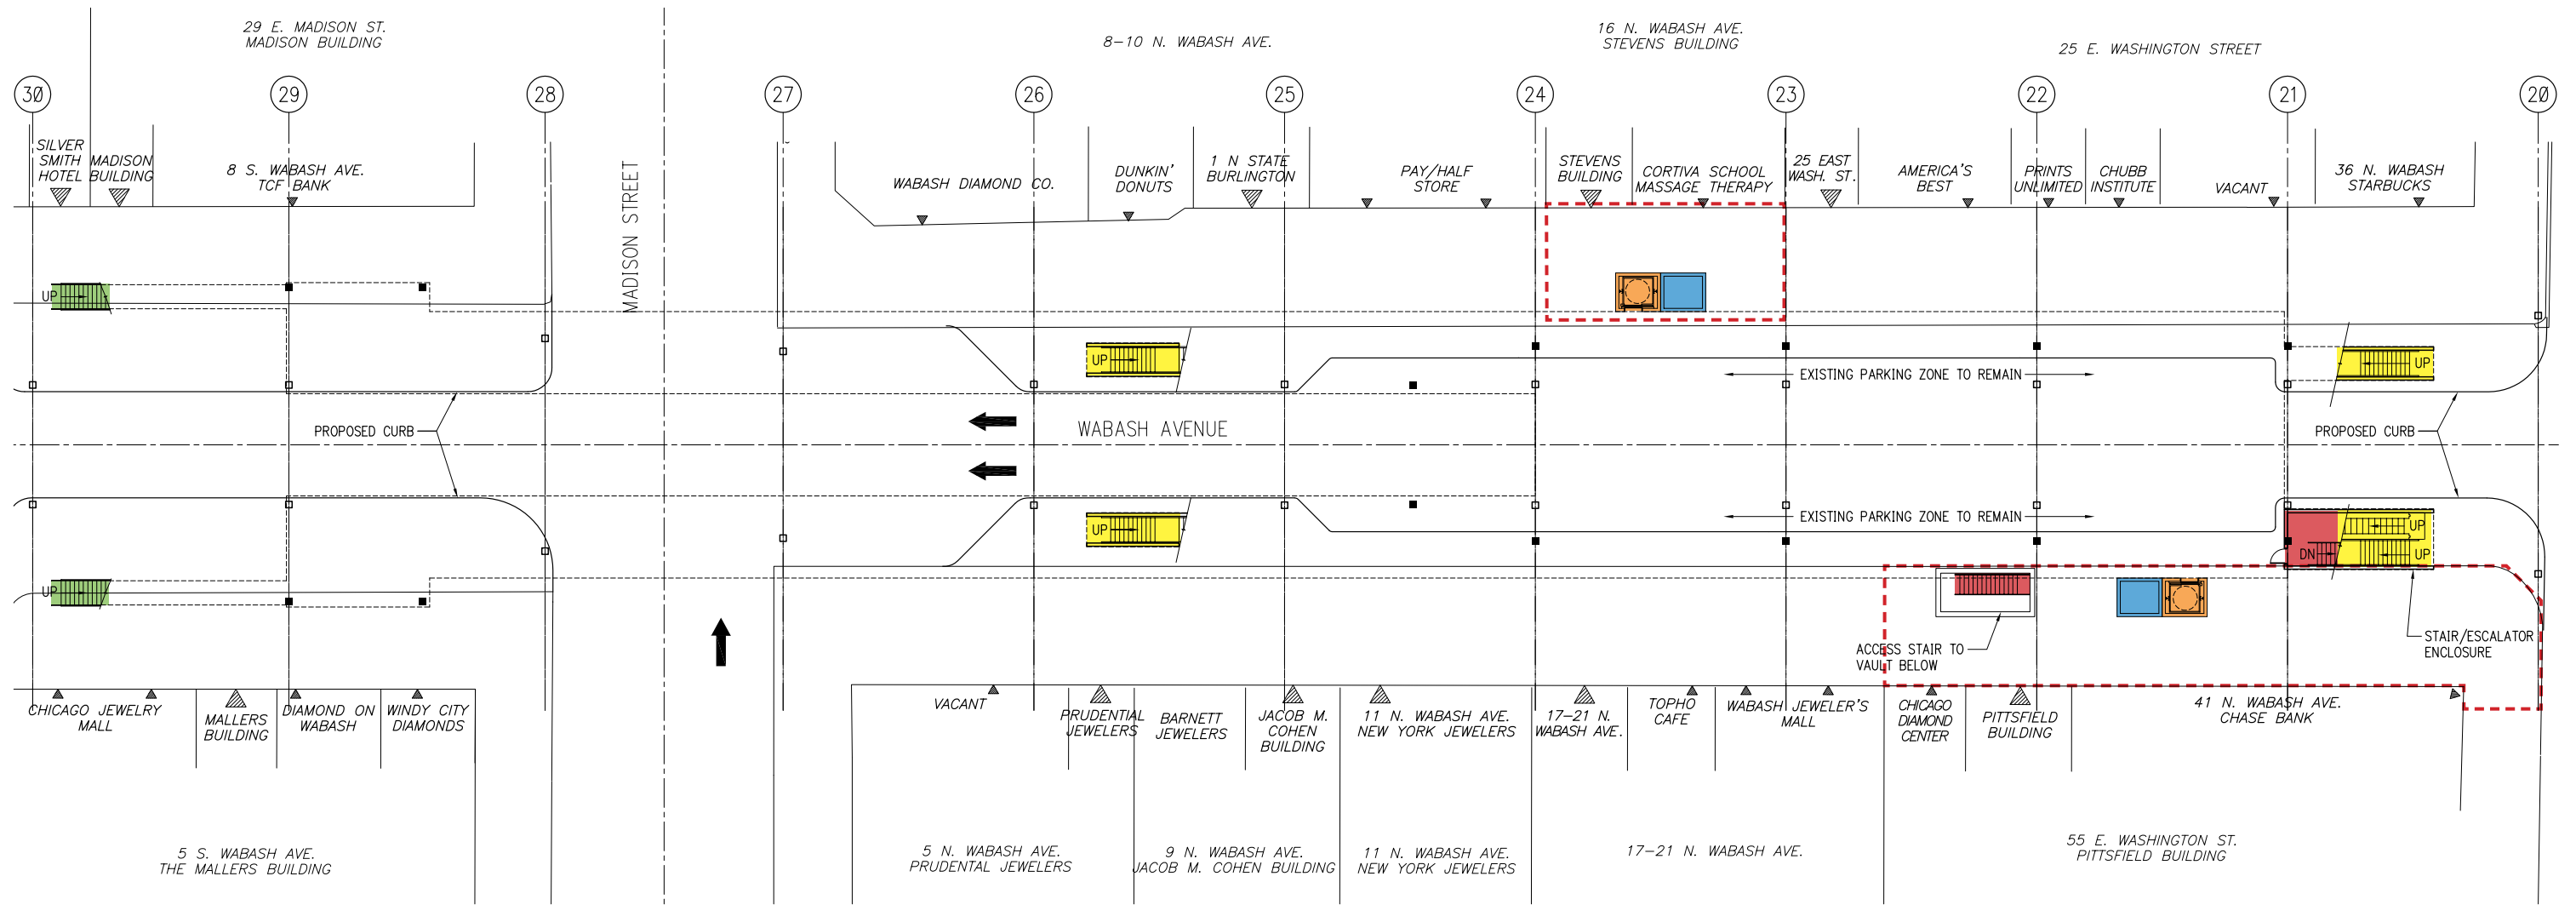 29 E. MADISON ST.
MADISON BUILDING
8-10 N. WABASH AVE.
16 N. WABASH AVE.
STEVENS BUILDING
25 E. WASHINGTON STREET
30
29
28
27
26
25
24
23
22
21
20
SILVER
SMITH
HOTEL
MADISON
BUILDING
8 S. WABASH AVE.
TCF BANK
MADISON STREET
WABASH DIAMOND CO.
DUNKIN'
DONUTS
1 N STATE
BURLINGTON
PAY/HALF
STORE
STEVENS
BUILDING
CORTIVA SCHOOL
MASSAGE THERAPY
25 EAST
WASH. ST.
AMERICA'S
BEST
PRINTS
UNLIMITED
CHUBB
INSTITUTE
VACANT
36 N. WABASH
STARBUCKS
UP
UP
UP
EXISTING PARKING ZONE TO REMAIN
PROPOSED CURB
WABASH AVENUE
PROPOSED CURB
EXISTING PARKING ZONE TO REMAIN
UP
UP
DN
UP
UP
ACCESS STAIR TO
VAULT BELOW
STAIR/ESCALATOR
ENCLOSURE
CHICAGO JEWELRY
MALL
MALLERS
BUILDING
DIAMOND ON
WABASH
WINDY CITY
DIAMONDS
VACANT
PRUDENTIAL
JEWELERS
BARNETT
JEWELERS
JACOB M.
COHEN
BUILDING
11 N. WABASH AVE.
NEW YORK JEWELERS
17-21 N.
WABASH AVE.
TOPHO
CAFE
WABASH JEWELER'S
MALL
CHICAGO
DIAMOND
CENTER
PITTSFIELD
BUILDING
41 N. WABASH AVE.
CHASE BANK
5 S. WABASH AVE.
THE MALLERS BUILDING
5 N. WABASH AVE.
PRUDENTAL JEWELERS
9 N. WABASH AVE.
JACOB M. COHEN BUILDING
11 N. WABASH AVE.
NEW YORK JEWELERS
17-21 N. WABASH AVE.
55 E. WASHINGTON ST.
PITTSFIELD BUILDING